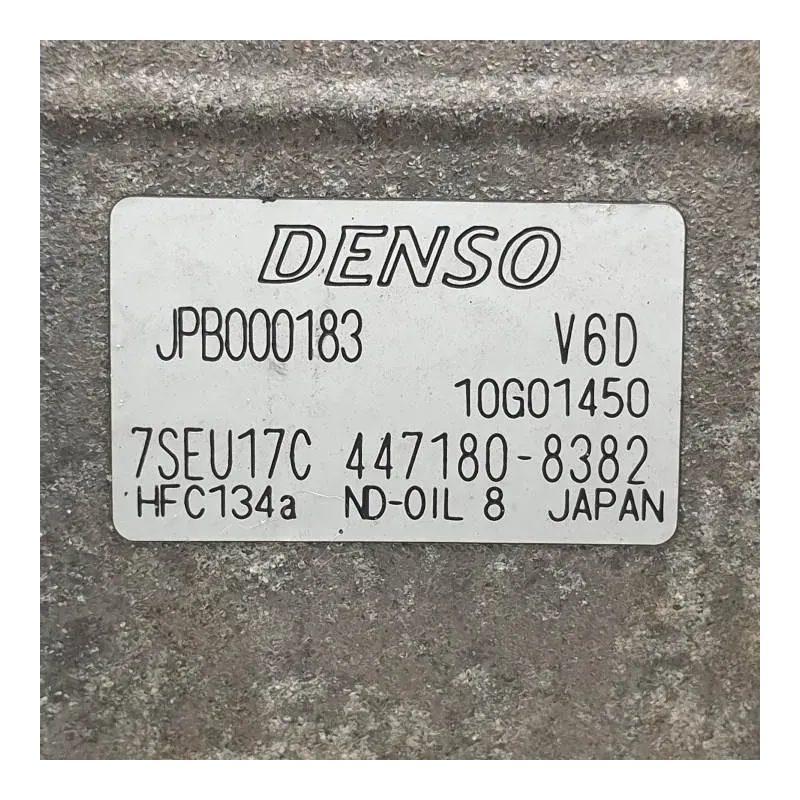 DENSO
JPB000183 V6D
10G01450
7SEU17C 447180-8382
HFC134a ND-OIL 8 JAPAN